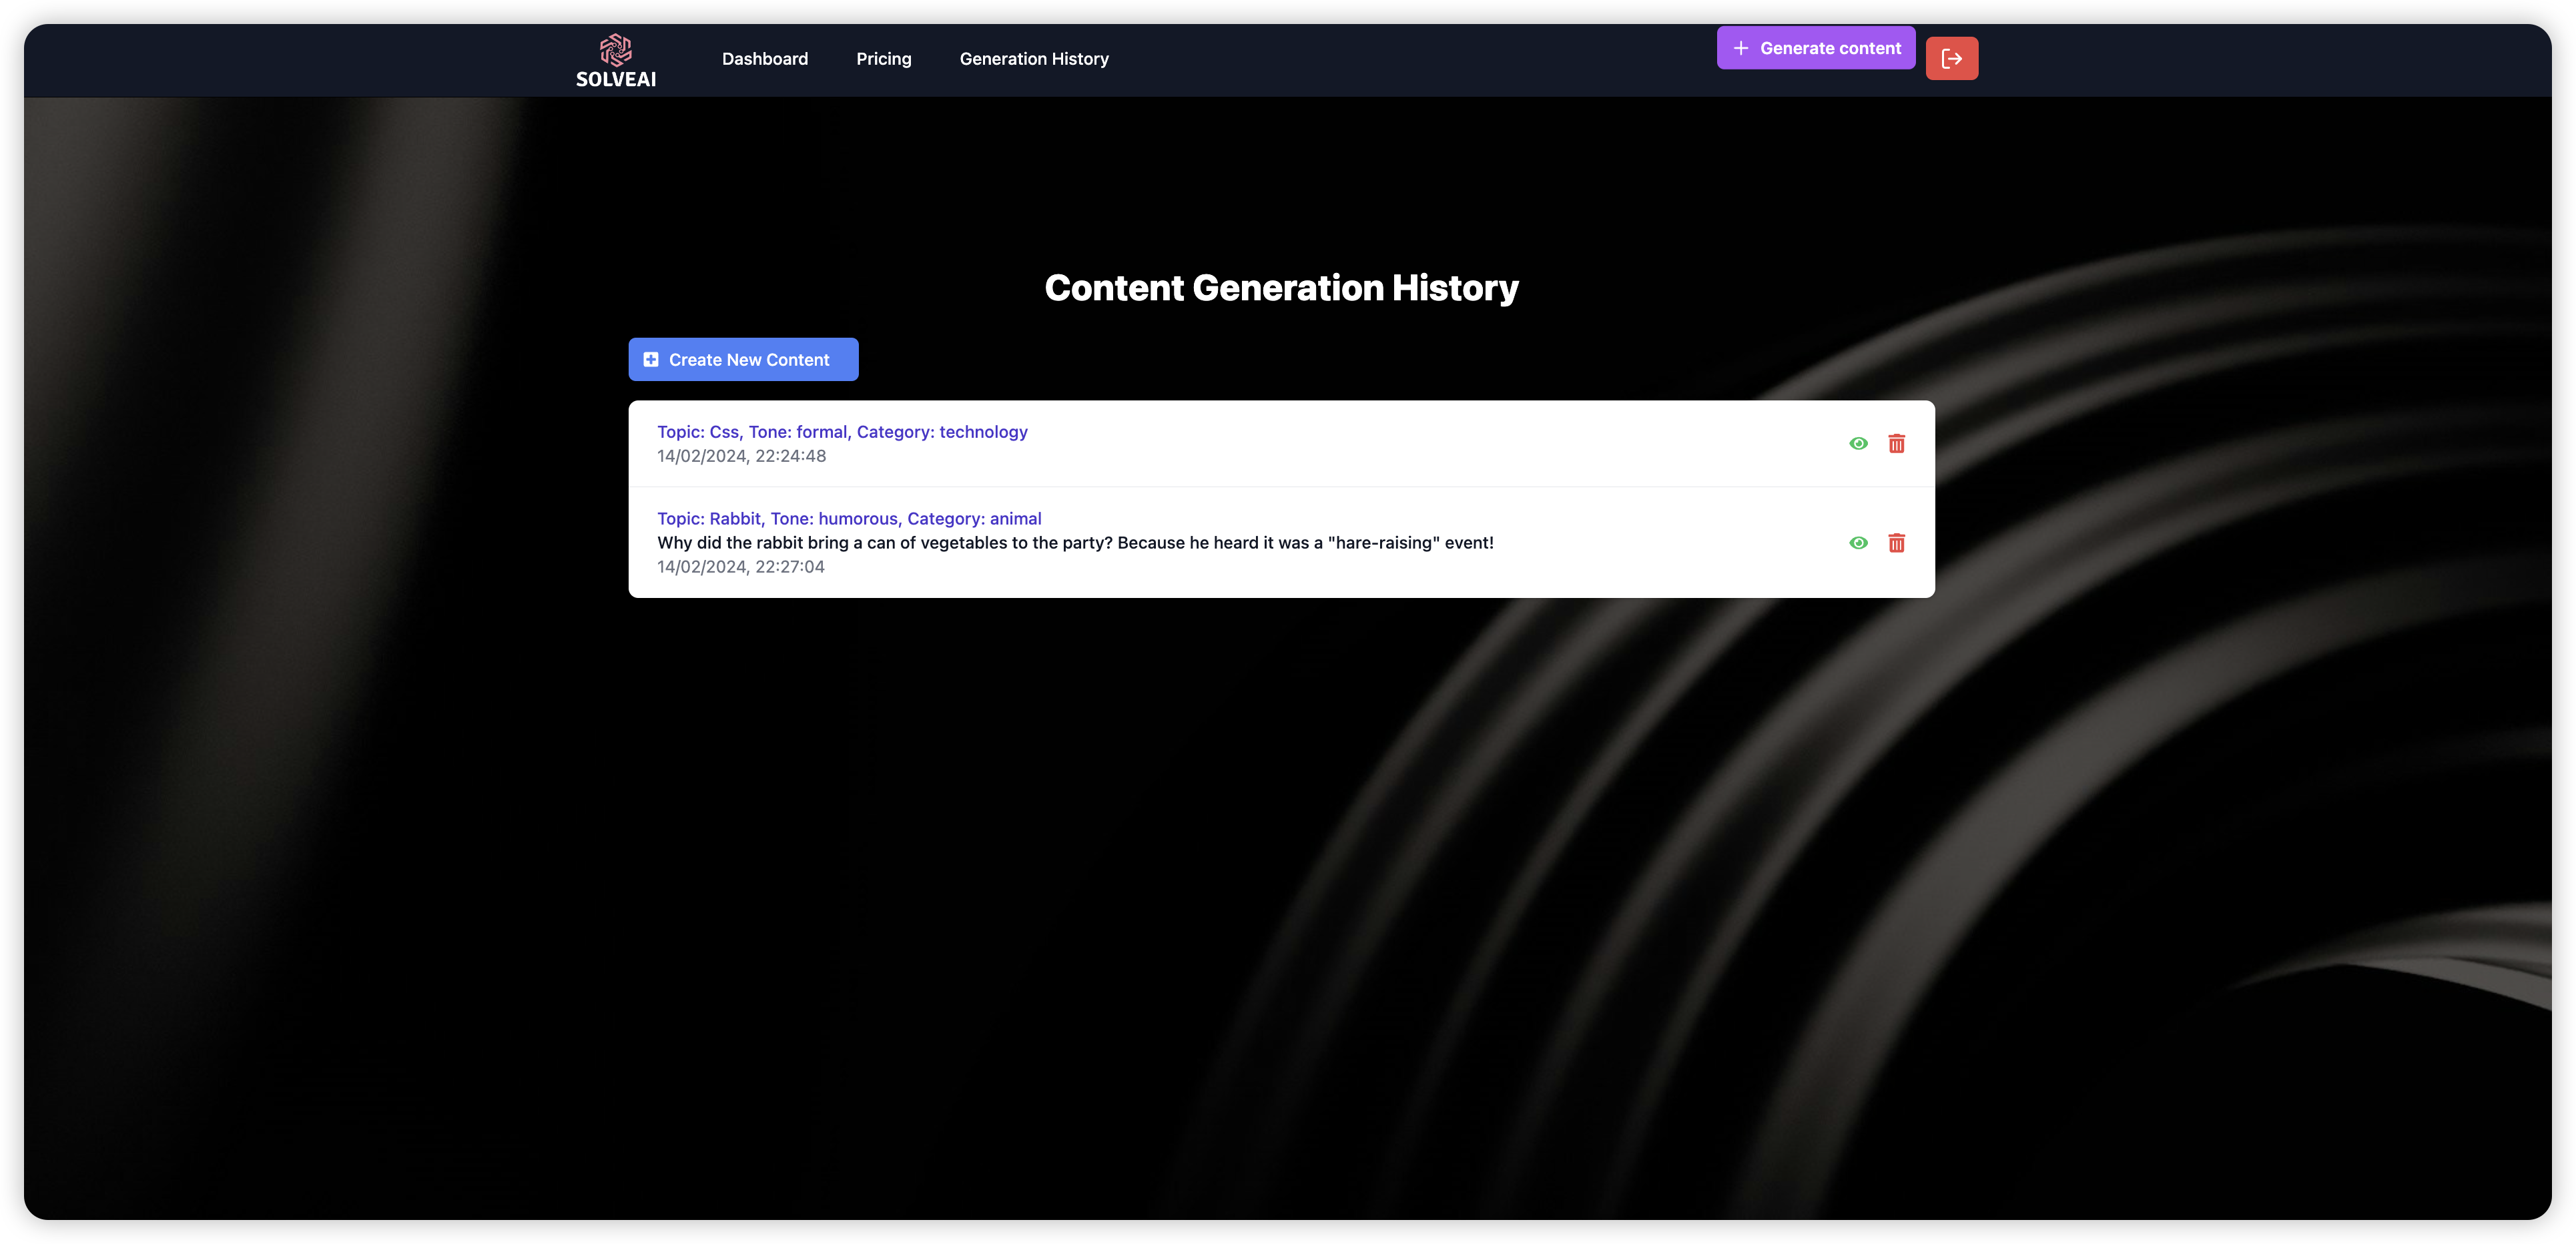 SOLVEAI
Dashboard
Pricing
Generation History
Generate content
Content Generation History
Create New Content
Topic: Css, Tone: formal, Category: technology
14/02/2024, 22:24:48
Topic: Rabbit, Tone: humorous, Category: animal
Why did the rabbit bring a can of vegetables to the party? Because he heard it was a "hare-raising" event!
14/02/2024, 22:27:04